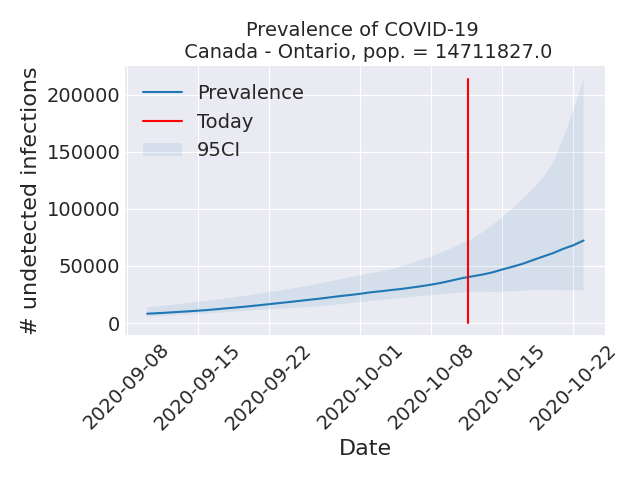 Prevalence of COVID-19
Canada - Ontario, pop. = 14711827.0
Prevalence
Today
95CI
# undetected infections
200000
150000
100000
50000
0
2020-09-08
2020-09-15
2020-09-22
2020-10-01
2020-10-08
2020-10-15
2020-10-22
Date